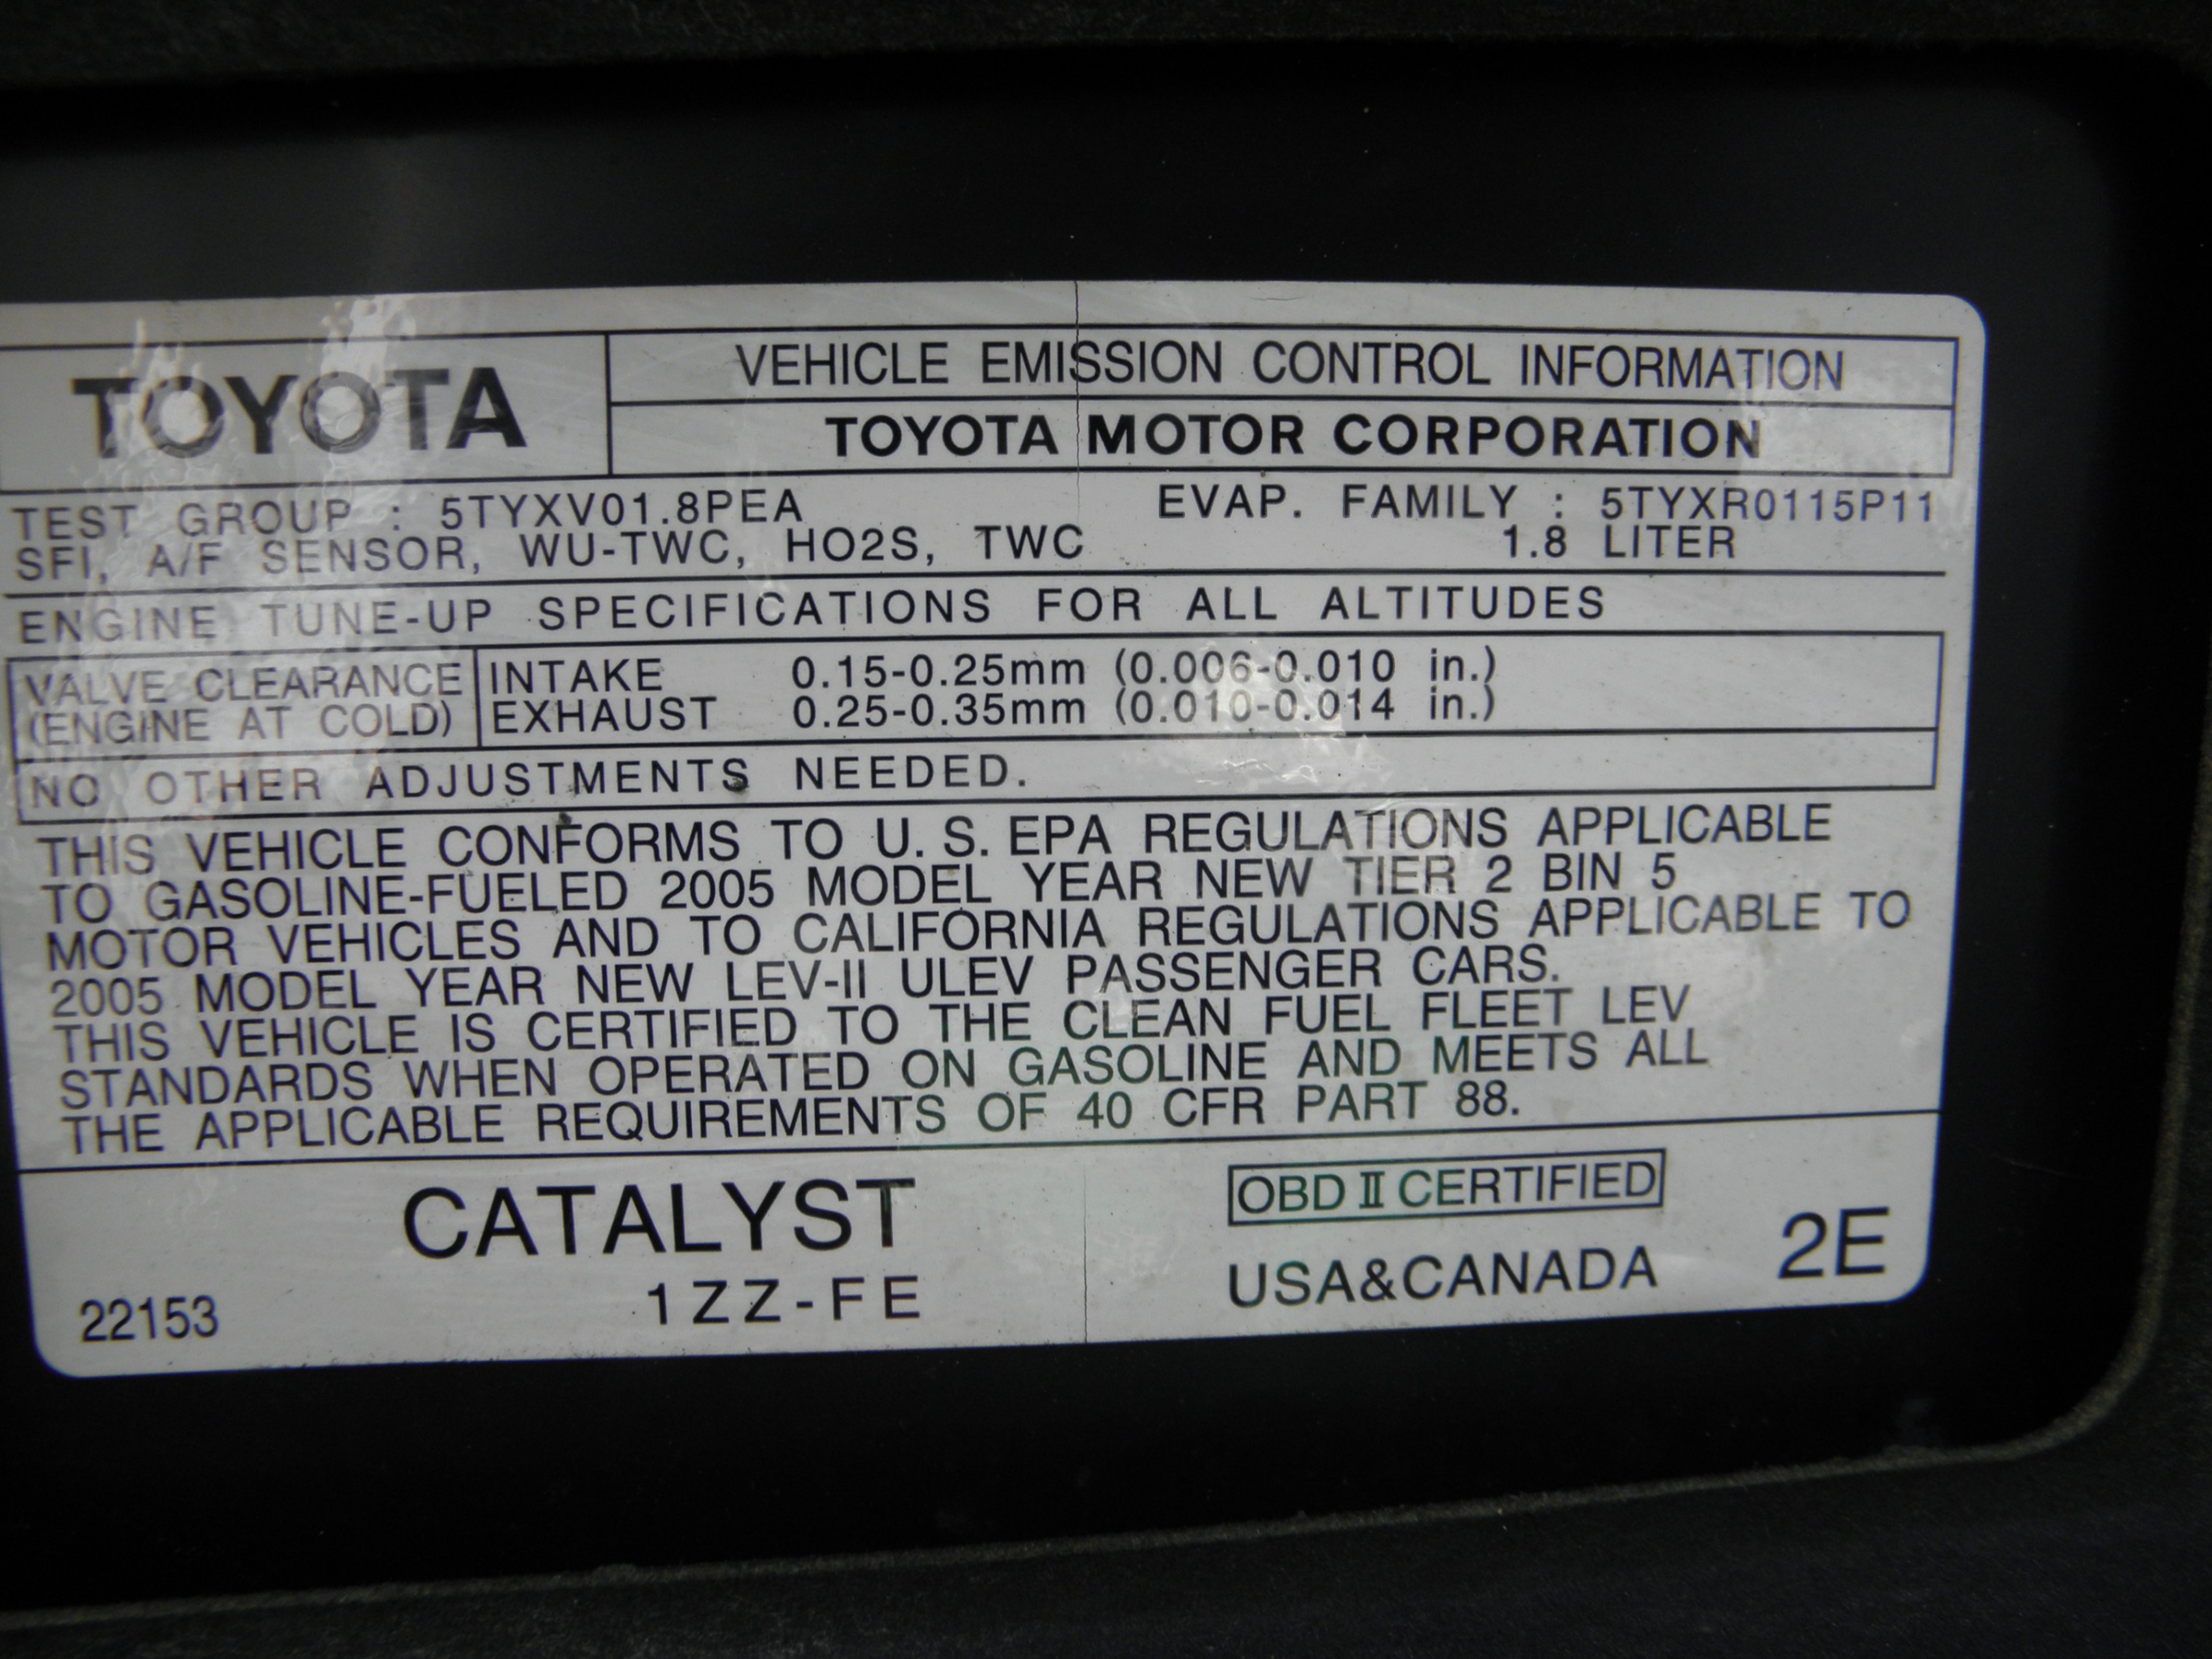 TOYOTA
VEHICLE EMISSION CONTROL INFORMATION
TOYOTA MOTOR CORPORATION
TEST GROUP : 5TYXV01.8PEA EVAP. FAMILY : 5TYXR0115P11
SFI, A/F SENSOR, WU-TWC, HO2S, TWC 1.8 LITER
ENGINE TUNE-UP SPECIFICATIONS FOR ALL ALTITUDES
VALVE CLEARANCE INTAKE 0.15-0.25mm (0.006-0.010 in.)
(ENGINE AT COLD) EXHAUST 0.25-0.35mm (0.010-0.014 in.)
NO OTHER ADJUSTMENTS NEEDED.
THIS VEHICLE CONFORMS TO U. S. EPA REGULATIONS APPLICABLE
TO GASOLINE-FUELED 2005 MODEL YEAR NEW TIER 2 BIN 5
MOTOR VEHICLES AND TO CALIFORNIA REGULATIONS APPLICABLE TO
2005 MODEL YEAR NEW LEV-II ULEV PASSENGER CARS.
THIS VEHICLE IS CERTIFIED TO THE CLEAN FUEL FLEET LEV
STANDARDS WHEN OPERATED ON GASOLINE AND MEETS ALL
THE APPLICABLE REQUIREMENTS OF 40 CFR PART 88.
CATALYST OBD II CERTIFIED
1ZZ-FE USA&CANADA 2E
22153